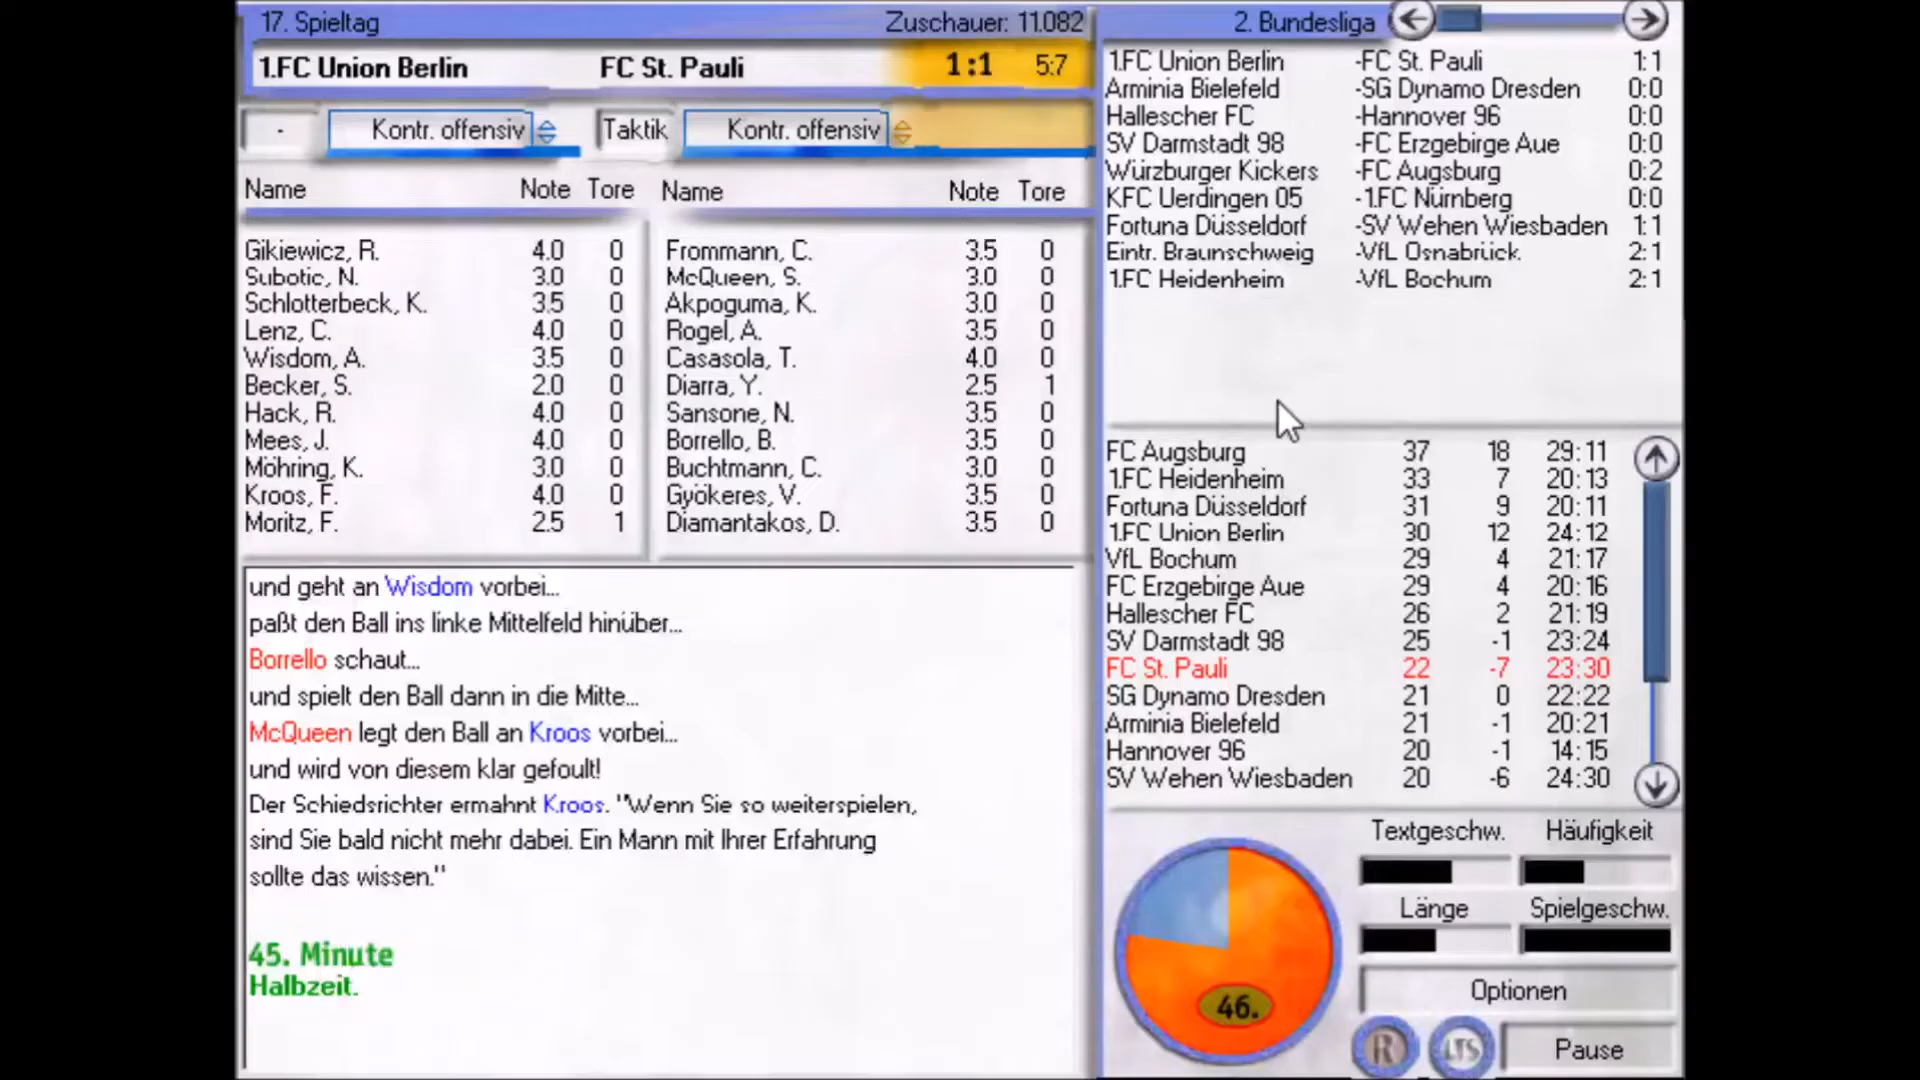 17. Spieltag Zuschauer: 11.082
1.FC Union Berlin FC St. Pauli 1:1 5:7
- Kontr. offensiv Taktik Kontr. offensiv
Name Note Tore Name Note Tore
Gikiewicz, R. 4.0 0 Frommann, C. 3.5 0
Subotic, N. 3.0 0 McQueen, S. 3.0 0
Schlotterbeck, K. 3.5 0 Akpoguma, K. 3.0 0
Lenz, C. 4.0 0 Rogel, A. 3.5 0
Wisdom, A. 3.5 0 Casasola, T. 4.0 0
Becker, S. 2.0 0 Diarra, Y. 2.5 1
Hack, R. 4.0 0 Sansone, N. 3.5 0
Mees, J. 4.0 0 Borrello, B. 3.5 0
Möhring, K. 3.0 0 Buchtmann, C. 3.0 0
Kroos, F. 4.0 0 Gyökeres, V. 3.5 0
Moritz, F. 2.5 1 Diamantakos, D. 3.5 0
und geht an Wisdom vorbei...
paßt den Ball ins linke Mittelfeld hinüber...
Borrello schaut...
und spielt den Ball dann in die Mitte...
McQueen legt den Ball an Kroos vorbei...
und wird von diesem klar gefoult!
Der Schiedsrichter ermahnt Kroos. "Wenn Sie so weiterspielen,
sind Sie bald nicht mehr dabei. Ein Mann mit Ihrer Erfahrung
sollte das wissen."
45. Minute
Halbzeit.
2. Bundesliga
1.FC Union Berlin -FC St. Pauli 1:1
Arminia Bielefeld -SG Dynamo Dresden 0:0
Hallescher FC -Hannover 96 0:0
SV Darmstadt 98 -FC Erzgebirge Aue 0:0
Würzburger Kickers -FC Augsburg 0:2
KFC Uerdingen 05 -1.FC Nürnberg 0:0
Fortuna Düsseldorf -SV Wehen Wiesbaden 1:1
Eintr. Braunschweig -VfL Osnabrück 2:1
1.FC Heidenheim -VfL Bochum 2:1
FC Augsburg 37 18 29:11
1.FC Heidenheim 33 7 20:13
Fortuna Düsseldorf 31 9 20:11
1.FC Union Berlin 30 12 24:12
VfL Bochum 29 4 21:17
FC Erzgebirge Aue 29 4 20:16
Hallescher FC 26 2 21:19
SV Darmstadt 98 25 -1 23:24
FC St. Pauli 22 -7 23:30
SG Dynamo Dresden 21 0 22:22
Arminia Bielefeld 21 -1 20:21
Hannover 96 20 -1 14:15
SV Wehen Wiesbaden 20 -6 24:30
Textgeschw. Häufigkeit
Länge Spielgeschw.
46.
Optionen
R LTS Pause